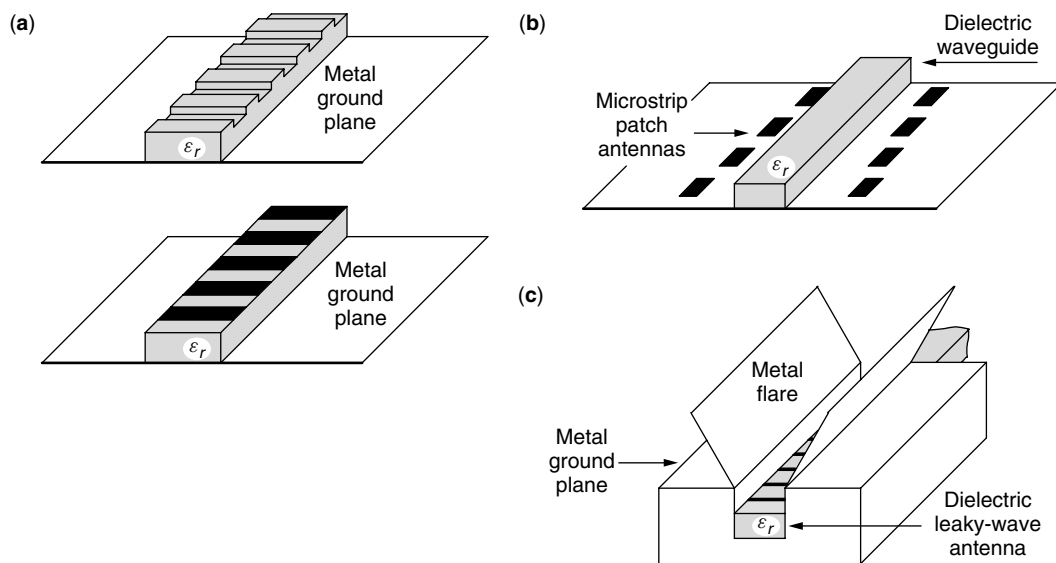 (a)
Metal
ground
plane
εr
Metal
ground
plane
εr
(b)
Dielectric
waveguide
Microstrip
patch
antennas
εr
(c)
Metal
flare
Metal
ground
plane
εr
Dielectric
leaky-wave
antenna